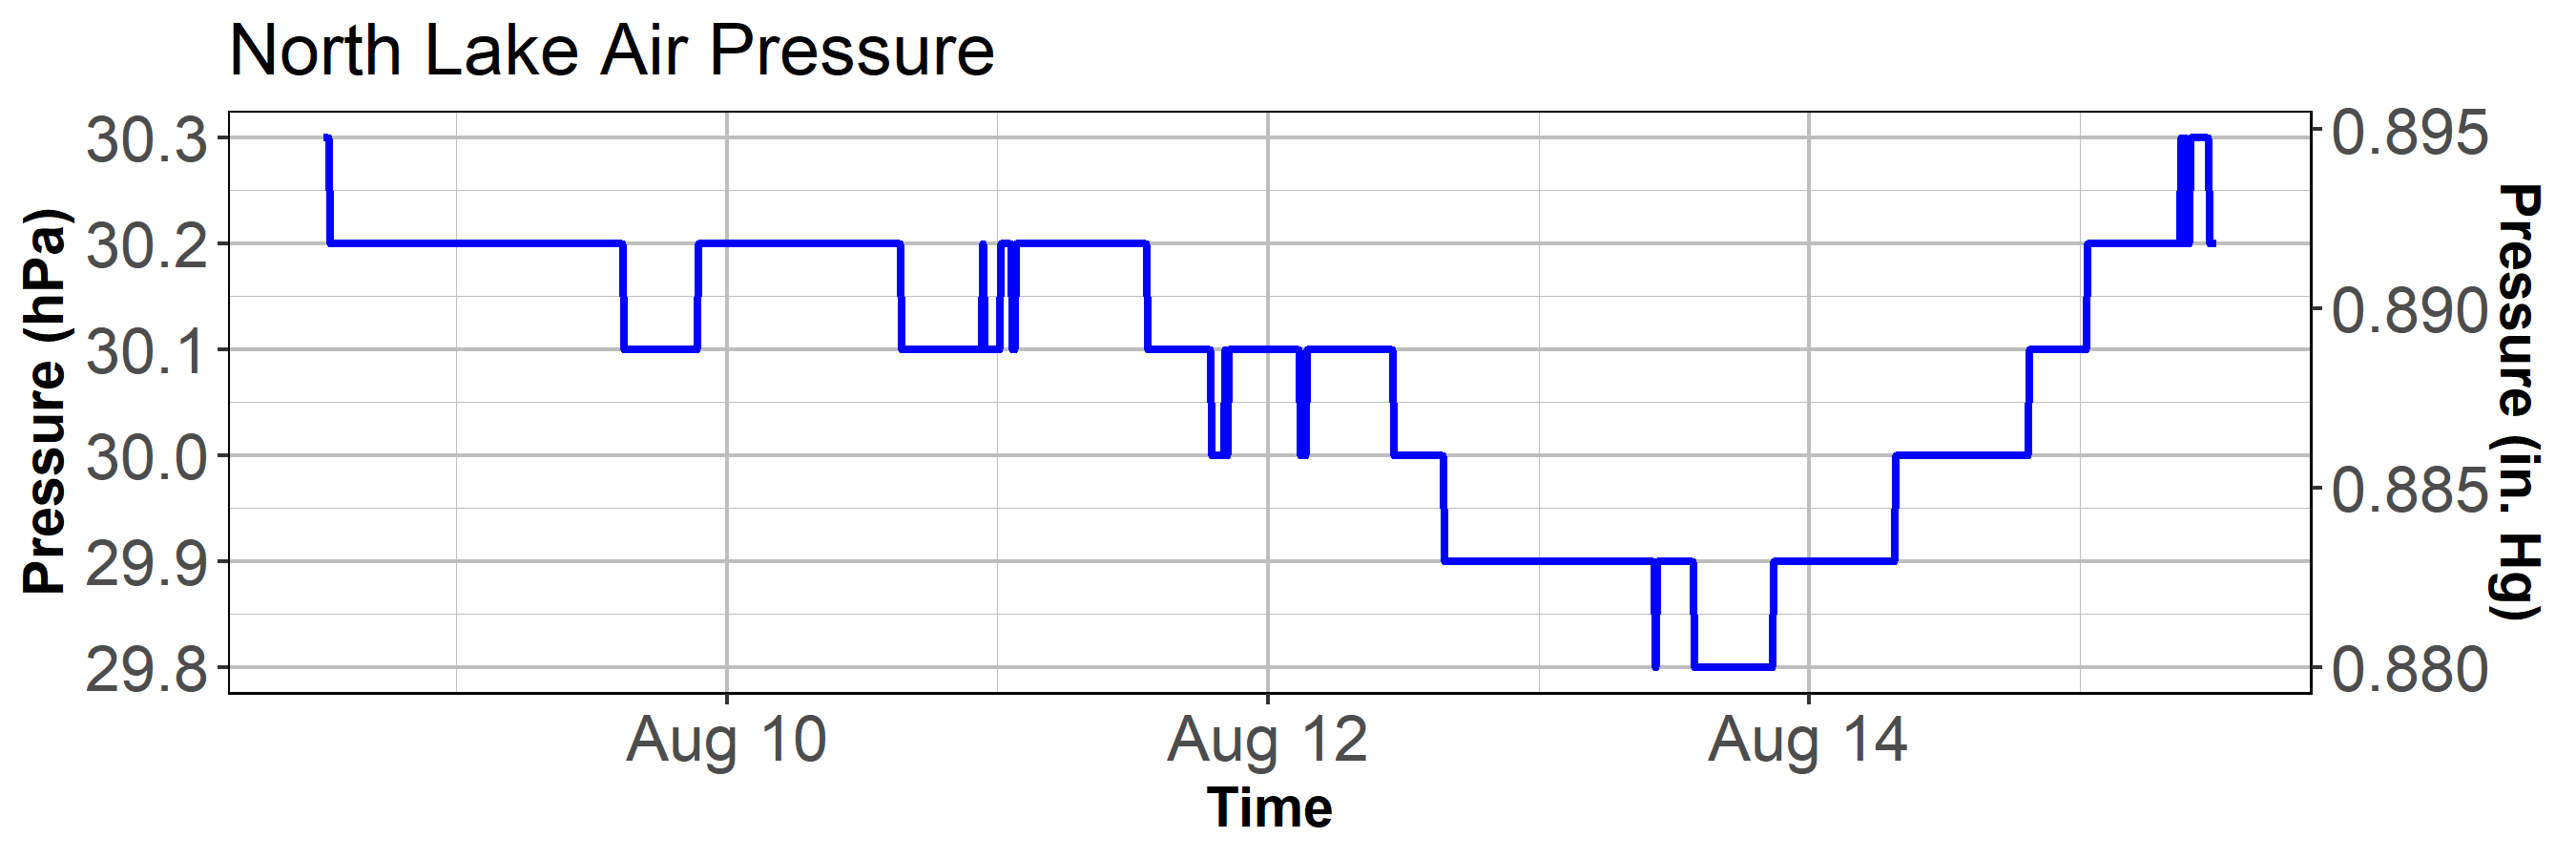 North Lake Air Pressure
Pressure (hPa)
30.3
30.2
30.1
30.0
29.9
29.8
0.895
0.890
0.885
0.880
Pressure (in. Hg)
Aug 10
Aug 12
Aug 14
Time